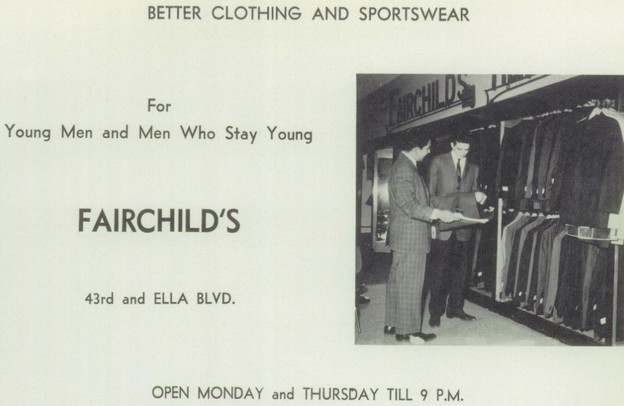 BETTER CLOTHING AND SPORTSWEAR
For
Young Men and Men Who Stay Young
FAIRCHILD'S
43rd and ELLA BLVD.
FAIRCHILD'S
OPEN MONDAY and THURSDAY TILL 9 P.M.